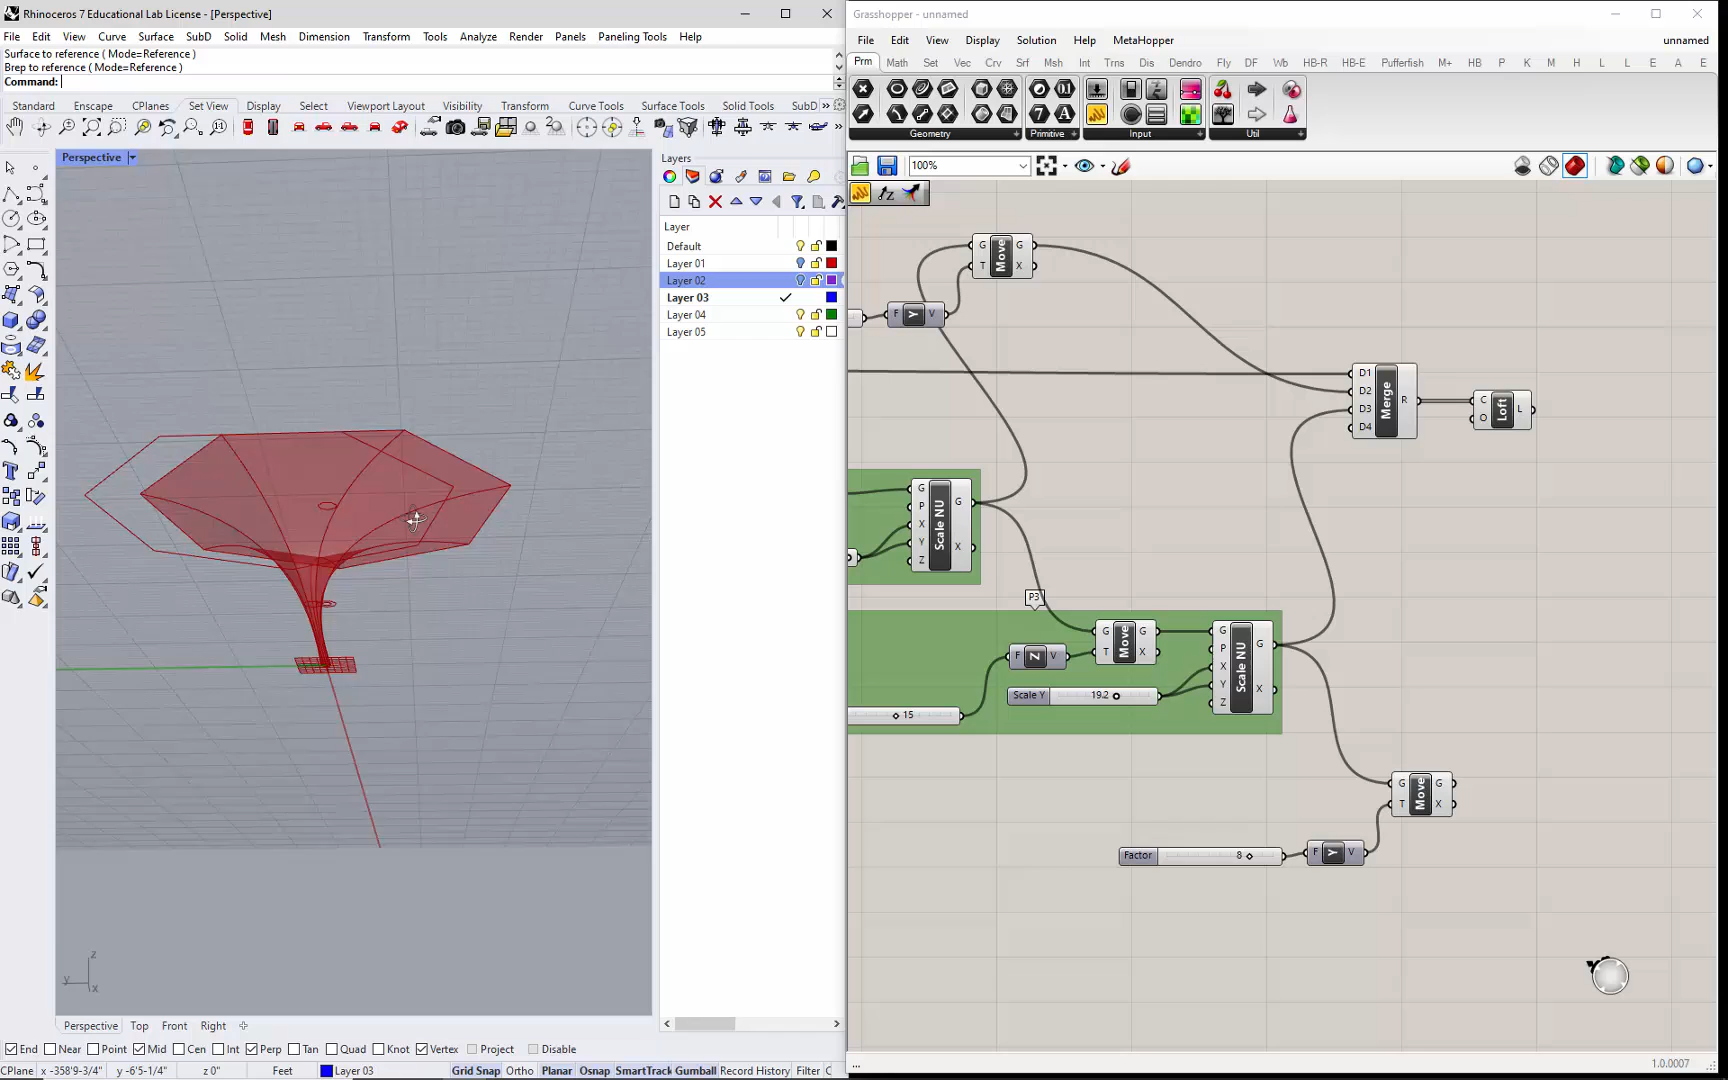 Rhinoceros 7 Educational Lab License - [Perspective]
File Edit View Curve Surface SubD Solid Mesh Dimension Transform Tools Analyze Render Panels Paneling Tools Help
Surface to reference ( Mode=Reference )
Brep to reference ( Mode=Reference )
Command:
Standard Enscape CPlanes Set View Display Select Viewport Layout Visibility Transform Curve Tools Surface Tools Solid Tools SubD »
Perspective
Layers
Layer
Default
Layer 01
Layer 02
Layer 03
Layer 04
Layer 05
z
y
x
Perspective Top Front Right
End Near Point Mid Cen Int Perp Tan Quad Knot Vertex Project Disable
CPlane x -358'9-3/4" y -6'5-1/4" z 0" Feet Layer 03 Grid Snap Ortho Planar Osnap SmartTrack Gumball Record History Filter C
Grasshopper - unnamed
File Edit View Display Solution Help MetaHopper unnamed
Prm Math Set Vec Crv Srf Msh Int Trns Dis Dendro Fly DF Wb HB-R HB-E Pufferfish M+ HB P K M H L L E A E
Geometry Primitive Input Util
100%
G Move G
T X
F Y V
D1 Merge
D2 R
D3
D4
C Loft L
O
G Scale NU G
P
X
Y X
Z
P3
G Move G
T X
F Z V
Scale Y 19.2
G Scale NU G
P
X
Y X
Z
15
G Move G
T X
Factor 8
F Y V
...
1.0.0007